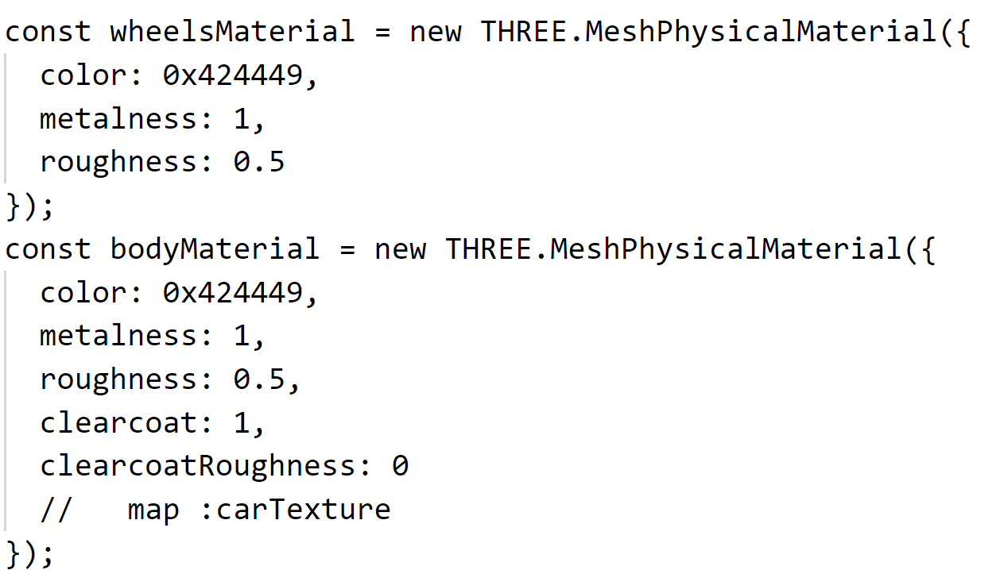 const wheelsMaterial = new THREE.MeshPhysicalMaterial({
  color: 0x424449,
  metalness: 1,
  roughness: 0.5
});
const bodyMaterial = new THREE.MeshPhysicalMaterial({
  color: 0x424449,
  metalness: 1,
  roughness: 0.5,
  clearcoat: 1,
  clearcoatRoughness: 0
  //   map :carTexture
});